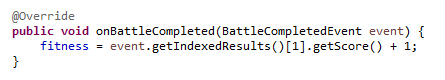 @Override
public void onBattleCompleted(BattleCompletedEvent event) {
    fitness = event.getIndexedResults()[1].getScore() + 1;
}